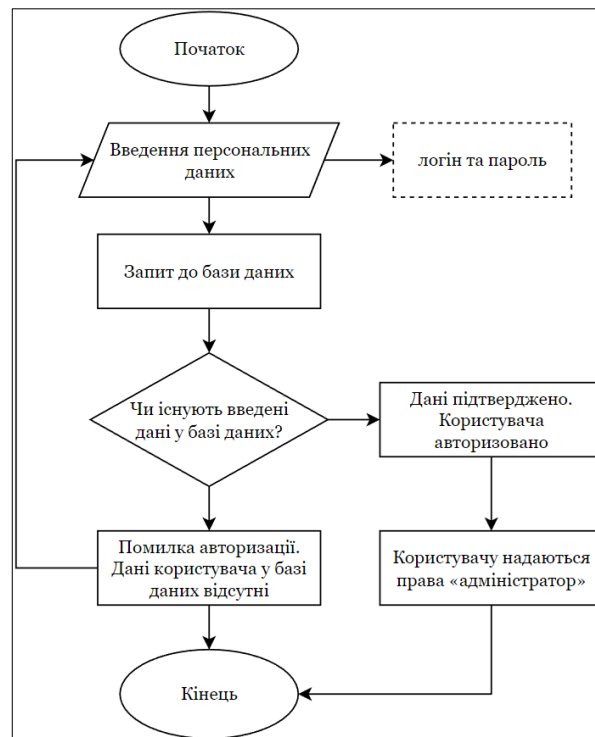 Початок
Введення персональних
даних
логін та пароль
Запит до бази даних
Чи існують введені
дані у базі даних?
Дані підтверджено.
Користувача
авторизовано
Помилка авторизації.
Дані користувача у базі
даних відсутні
Користувачу надаються
права «адміністратор»
Кінець